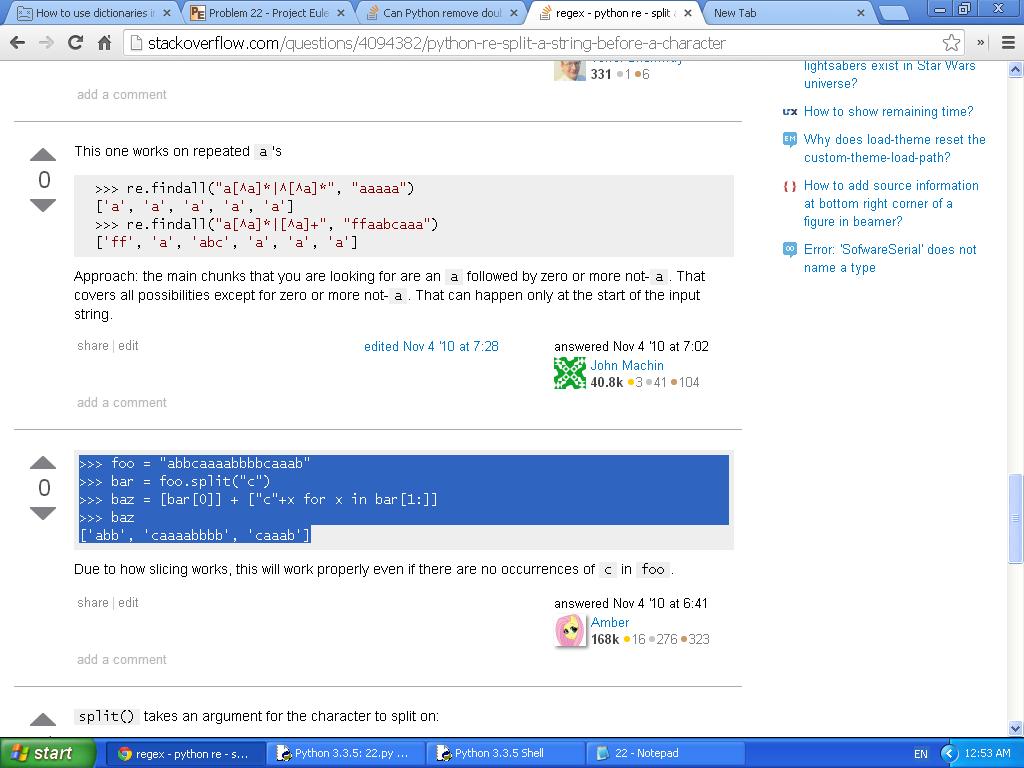 How to use dictionaries i
Problem 22 - Project Eule
Can Python remove doul
regex - python re - split a
New Tab
stackoverflow.com/questions/4094382/python-re-split-a-string-before-a-character
331 1 6
add a comment
lightsabers exist in Star Wars
universe?
How to show remaining time?
Why does load-theme reset the
custom-theme-load-path?
How to add source information
at bottom right corner of a
figure in beamer?
Error: 'SofwareSerial' does not
name a type
This one works on repeated a 's
0
>>> re.findall("a[^a]*|^[^a]*", "aaaaa")
['a', 'a', 'a', 'a', 'a']
>>> re.findall("a[^a]*|[^a]+", "ffaabcaaa")
['ff', 'a', 'abc', 'a', 'a', 'a']
Approach: the main chunks that you are looking for are an a followed by zero or more not- a . That
covers all possibilities except for zero or more not- a . That can happen only at the start of the input
string.
share | edit
edited Nov 4 '10 at 7:28
answered Nov 4 '10 at 7:02
John Machin
40.8k 3 41 104
add a comment
0
>>> foo = "abbcaaaabbbbcaaab"
>>> bar = foo.split("c")
>>> baz = [bar[0]] + ["c"+x for x in bar[1:]]
>>> baz
['abb', 'caaaabbbb', 'caaab']
Due to how slicing works, this will work properly even if there are no occurrences of c in foo .
share | edit
answered Nov 4 '10 at 6:41
Amber
168k 16 276 323
add a comment
split() takes an argument for the character to split on:
start
regex - python re - s...
Python 3.3.5: 22.py ...
Python 3.3.5 Shell
22 - Notepad
EN
12:53 AM